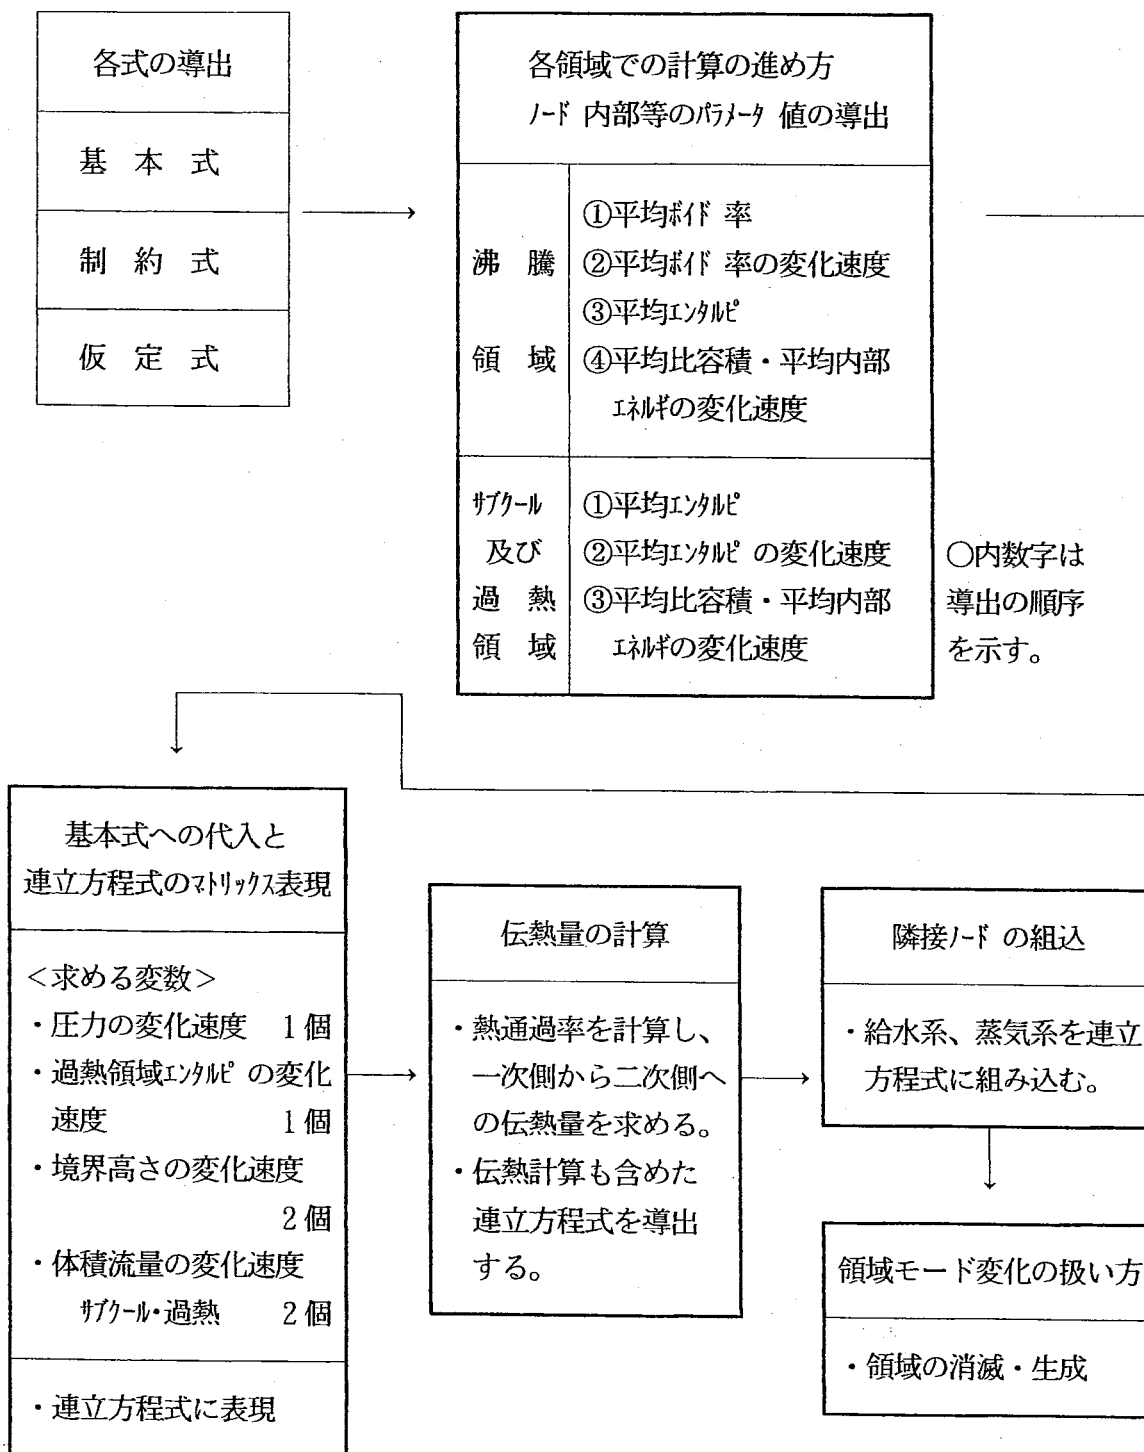 各式の導出
基 本 式
制 約 式
仮 定 式
各領域での計算の進め方
ﾉｰﾄﾞ 内部等のﾊﾟﾗﾒｰﾀ 値の導出
沸 騰
領 域
①平均ﾎﾞｲﾄﾞ 率
②平均ﾎﾞｲﾄﾞ 率の変化速度
③平均ｴﾝﾀﾙﾋﾟ
④平均比容積・平均内部
ｴﾈﾙｷﾞの変化速度
ｻﾌﾞｸｰﾙ
及び
過 熱
領 域
①平均ｴﾝﾀﾙﾋﾟ
②平均ｴﾝﾀﾙﾋﾟ の変化速度
③平均比容積・平均内部
ｴﾈﾙｷﾞの変化速度
○内数字は
導出の順序
を示す。
基本式への代入と
連立方程式のﾏﾄﾘｯｸｽ表現
＜求める変数＞
・圧力の変化速度 1個
・過熱領域ｴﾝﾀﾙﾋﾟ の変化
速度 1個
・境界高さの変化速度
2個
・体積流量の変化速度
ｻﾌﾞｸｰﾙ･過熱 2個
・連立方程式に表現
伝熱量の計算
・熱通過率を計算し、
一次側から二次側へ
の伝熱量を求める。
・伝熱計算も含めた
連立方程式を導出
する。
隣接ﾉｰﾄﾞ の組込
・給水系、蒸気系を連立
方程式に組み込む。
領域モード変化の扱い方
・領域の消滅・生成